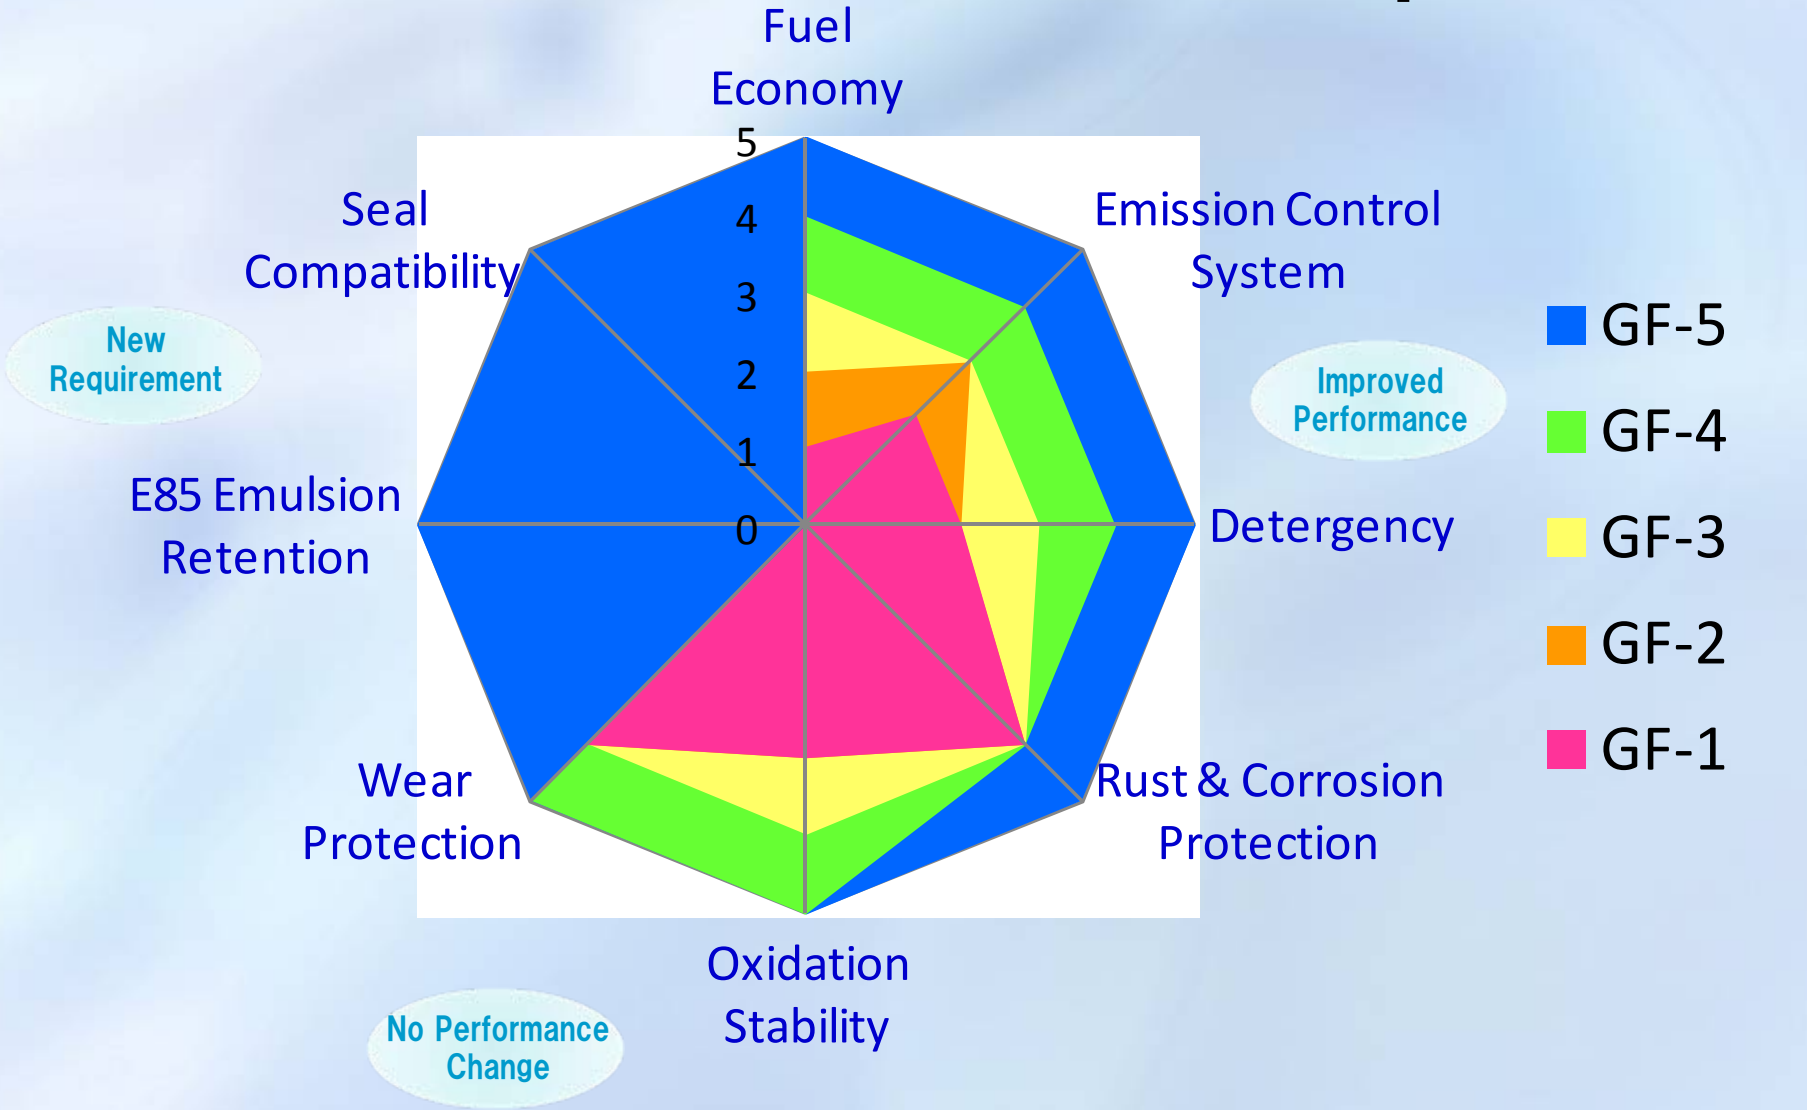 Fuel
Economy
5
4
3
2
1
0
Seal
Compatibility
Emission Control
System
New
Requirement
Improved
Performance
E85 Emulsion
Retention
Detergency
Wear
Protection
Rust & Corrosion
Protection
Oxidation
Stability
No Performance
Change
GF-5
GF-4
GF-3
GF-2
GF-1